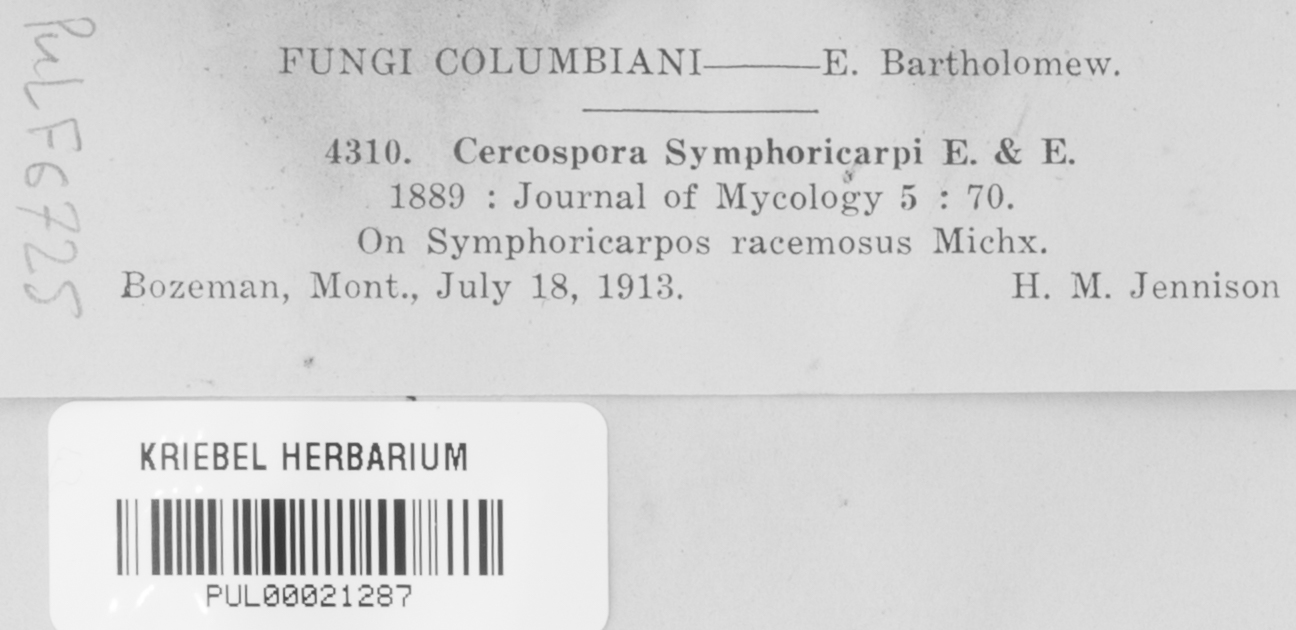 FUNGI COLUMBIANI——E. Bartholomew.
4310. Cercospora Symphoricarpi E. & E.
1889 : Journal of Mycology 5 : 70.
On Symphoricarpos racemosus Michx.
Bozeman, Mont., July 18, 1913. H. M. Jennison
Pul F6725
KRIEBEL HERBARIUM
PUL00021287